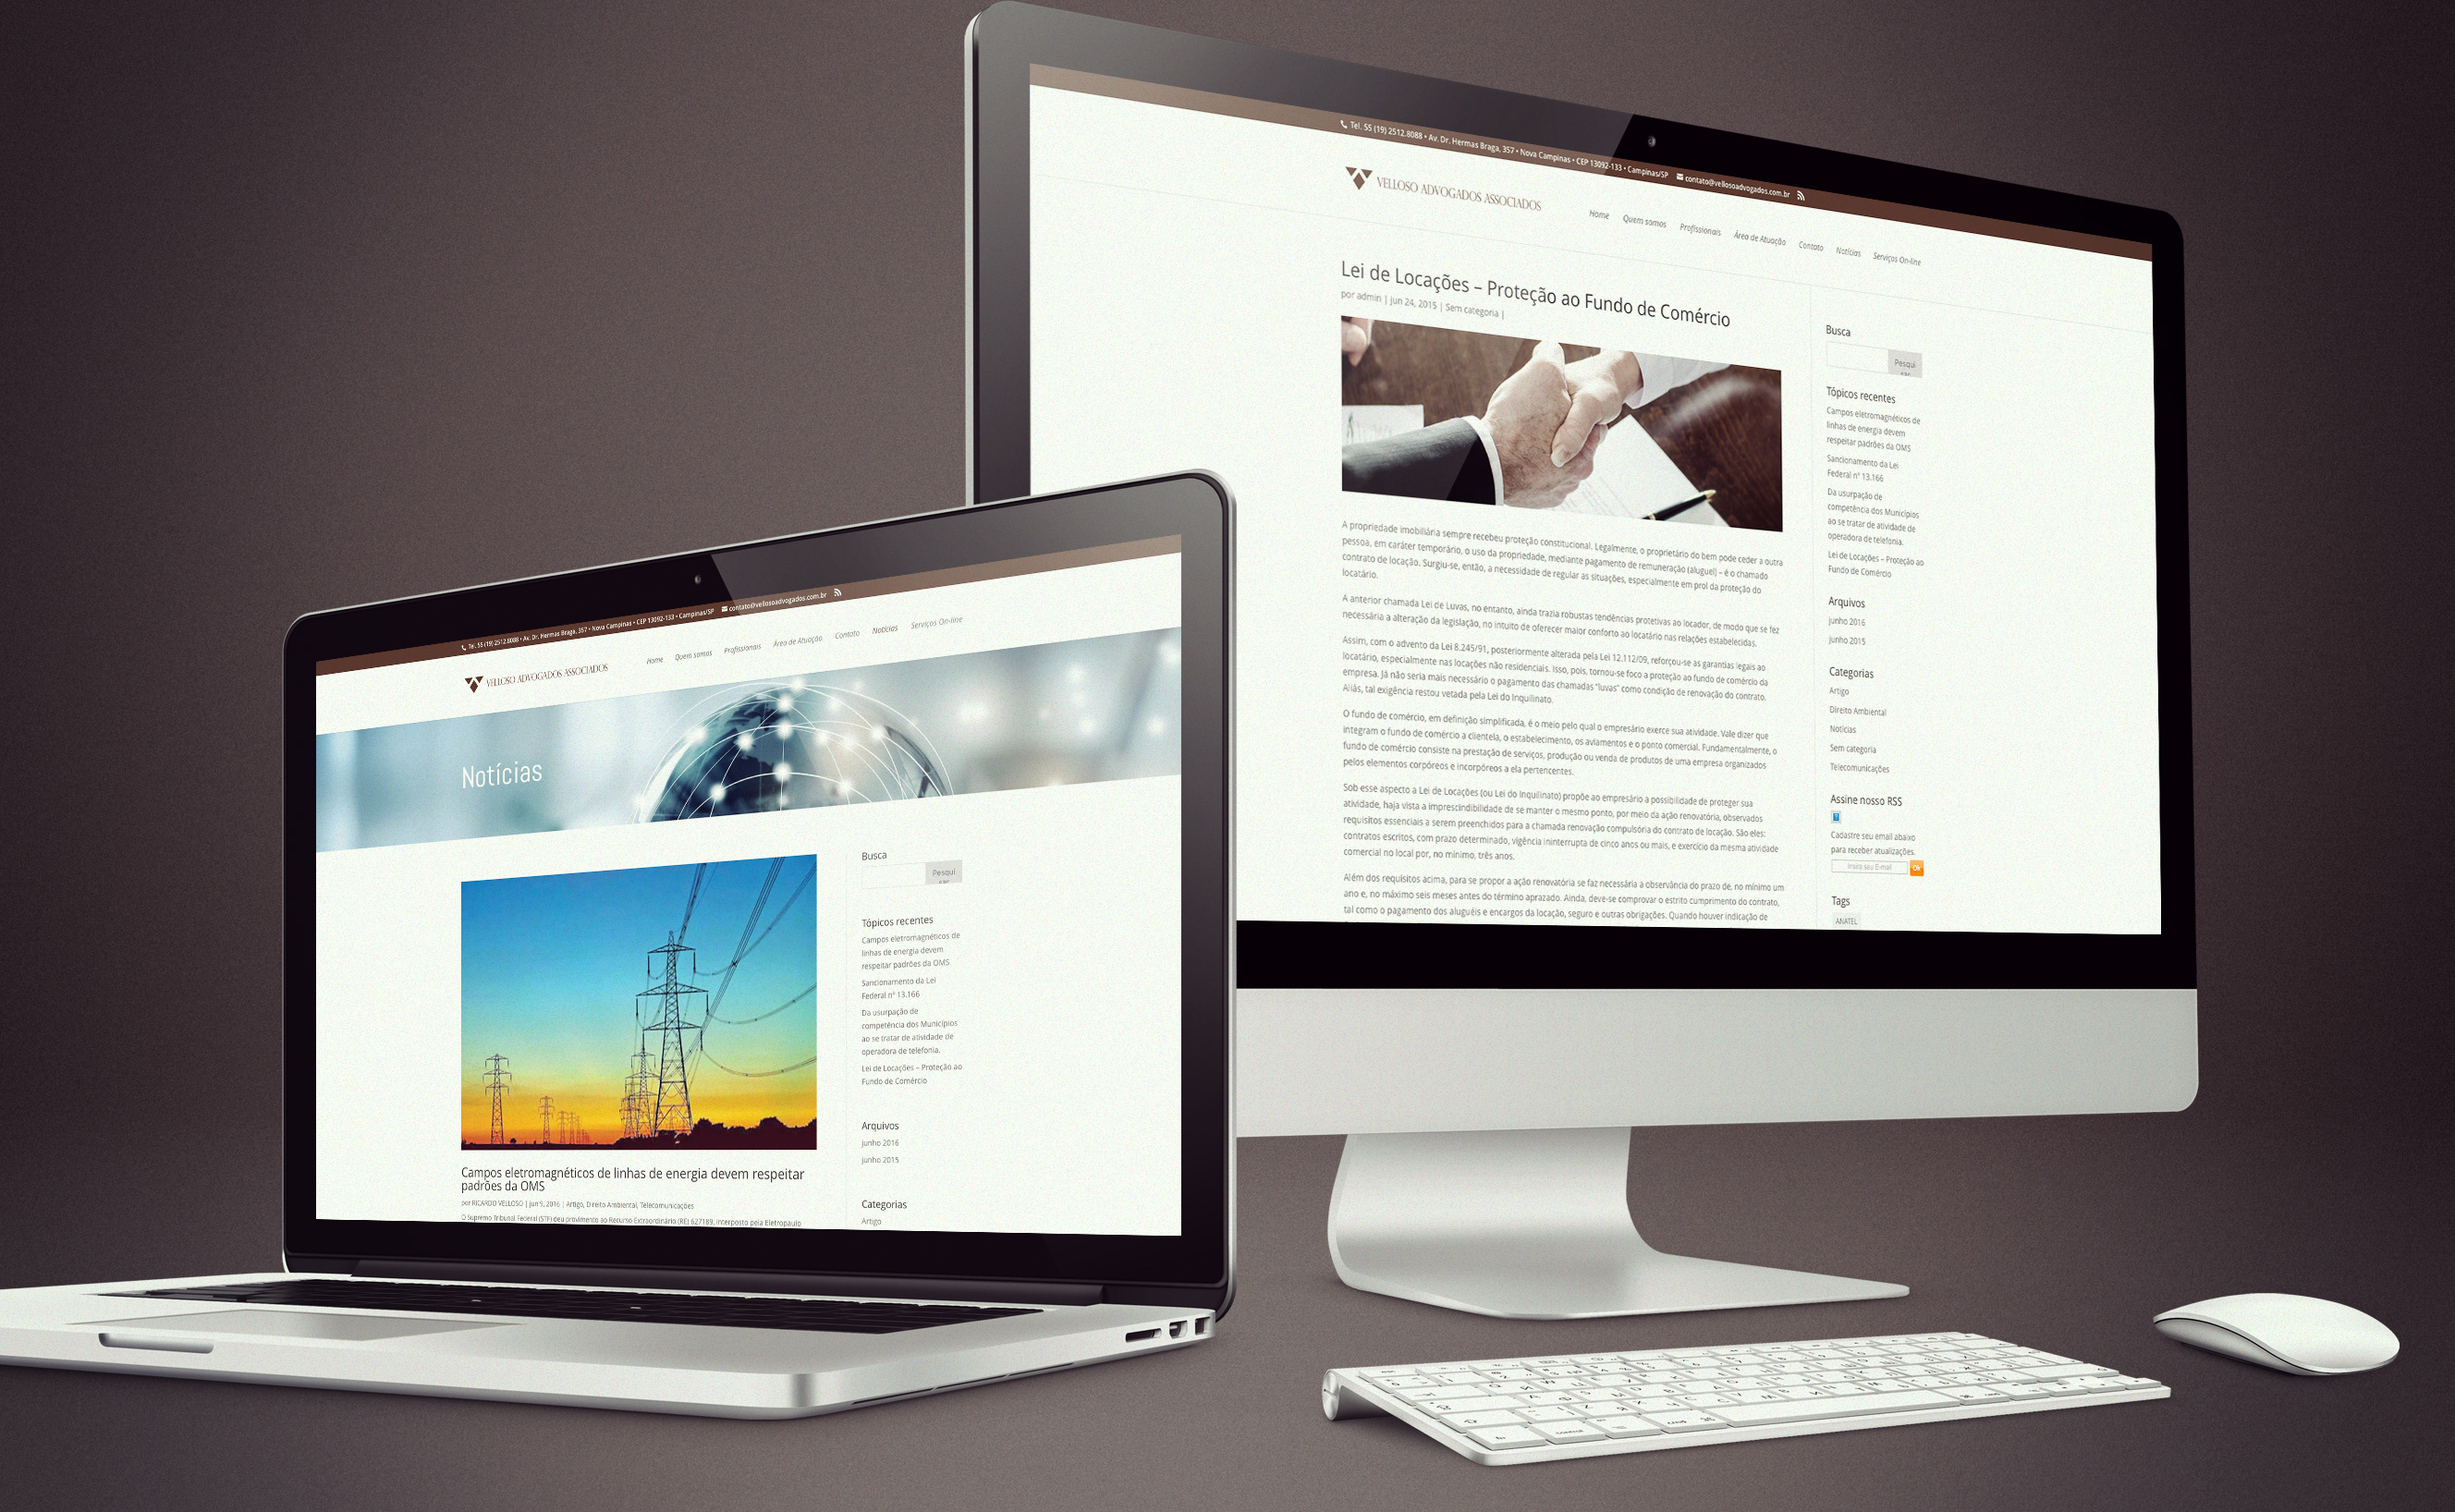 Tel. 55 (19) 2512.8088 • Av. Dr. Hermas Braga, 357 • Nova Campinas • CEP 13092-133 • Campinas/SP contato@vellosoadvogados.com.br
VELLOSO ADVOGADOS ASSOCIADOS
Home Quem somos Profissionais Área de Atuação Contato Notícias Serviços On-line
Lei de Locações – Proteção ao Fundo de Comércio
por admin | jun 24, 2015 | Sem categoria |
A propriedade imobiliária sempre recebeu proteção constitucional. Legalmente, o proprietário do bem pode ceder a outra
pessoa, em caráter temporário, o uso da propriedade, mediante pagamento de remuneração (aluguel) – é o chamado
contrato de locação. Surgiu-se, então, a necessidade de regular as situações, especialmente em prol da proteção do
locatário.
A anterior chamada Lei de Luvas, no entanto, ainda trazia robustas tendências protetivas ao locador, de modo que se fez
necessária a alteração da legislação, no intuito de oferecer maior conforto ao locatário nas relações estabelecidas.
Assim, com o advento da Lei 8.245/91, posteriormente alterada pela Lei 12.112/09, reforçou-se as garantias legais ao
locatário, especialmente nas locações não residenciais. Isso, pois, tornou-se foco a proteção ao fundo de comércio da
empresa. Já não seria mais necessário o pagamento das chamadas "luvas" como condição de renovação do contrato.
Aliás, tal exigência restou vetada pela Lei do Inquilinato.
O fundo de comércio, em definição simplificada, é o meio pelo qual o empresário exerce sua atividade. Vale dizer que
integram o fundo de comércio a clientela, o estabelecimento, os aviamentos e o ponto comercial. Fundamentalmente, o
fundo de comércio consiste na prestação de serviços, produção ou venda de produtos de uma empresa organizados
pelos elementos corpóreos e incorpóreos a ela pertencentes.
Sob esse aspecto a Lei de Locações (ou Lei do Inquilinato) propõe ao empresário a possibilidade de proteger sua
atividade, haja vista a imprescindibilidade de se manter o mesmo ponto, por meio da ação renovatória, observados
requisitos essenciais a serem preenchidos para a chamada renovação compulsória do contrato de locação. São eles:
contratos escritos, com prazo determinado, vigência ininterrupta de cinco anos ou mais, e exercício da mesma atividade
comercial no local por, no mínimo, três anos.
Além dos requisitos acima, para se propor a ação renovatória se faz necessária a observância do prazo de, no mínimo um
ano e, no máximo seis meses antes do término aprazado. Ainda, deve-se comprovar o estrito cumprimento do contrato,
tal como o pagamento dos aluguéis e encargos da locação, seguro e outras obrigações. Quando houver indicação de
Busca
Pesqui
Tópicos recentes
Campos eletromagnéticos de
linhas de energia devem
respeitar padrões da OMS
Sancionamento da Lei
Federal nº 13.166
Da usurpação de
competência dos Municípios
ao se tratar de atividade de
operadora de telefonia.
Lei de Locações – Proteção ao
Fundo de Comércio
Arquivos
junho 2016
junho 2015
Categorias
Artigo
Direito Ambiental
Notícias
Sem categoria
Telecomunicações
Assine nosso RSS
Cadastre seu email abaixo
para receber atualizações.
Insira seu E-mail Ok
Tags
ANATEL
Tel. 55 (19) 2512.8088 • Av. Dr. Hermas Braga, 357 • Nova Campinas • CEP 13092-133 • Campinas/SP contato@vellosoadvogados.com.br
VELLOSO ADVOGADOS ASSOCIADOS
Home Quem somos Profissionais Área de Atuação Contato Notícias Serviços On-line
Notícias
Campos eletromagnéticos de linhas de energia devem respeitar
padrões da OMS
por RICARDO VELLOSO | jun 9, 2016 | Artigo, Direito Ambiental, Telecomunicações
O Supremo Tribunal Federal (STF) deu provimento ao Recurso Extraordinário (RE) 627189, interposto pela Eletropaulo
Busca
Pesqui
Tópicos recentes
Campos eletromagnéticos de
linhas de energia devem
respeitar padrões da OMS
Sancionamento da Lei
Federal nº 13.166
Da usurpação de
competência dos Municípios
ao se tratar de atividade de
operadora de telefonia.
Lei de Locações – Proteção ao
Fundo de Comércio
Arquivos
junho 2016
junho 2015
Categorias
Artigo